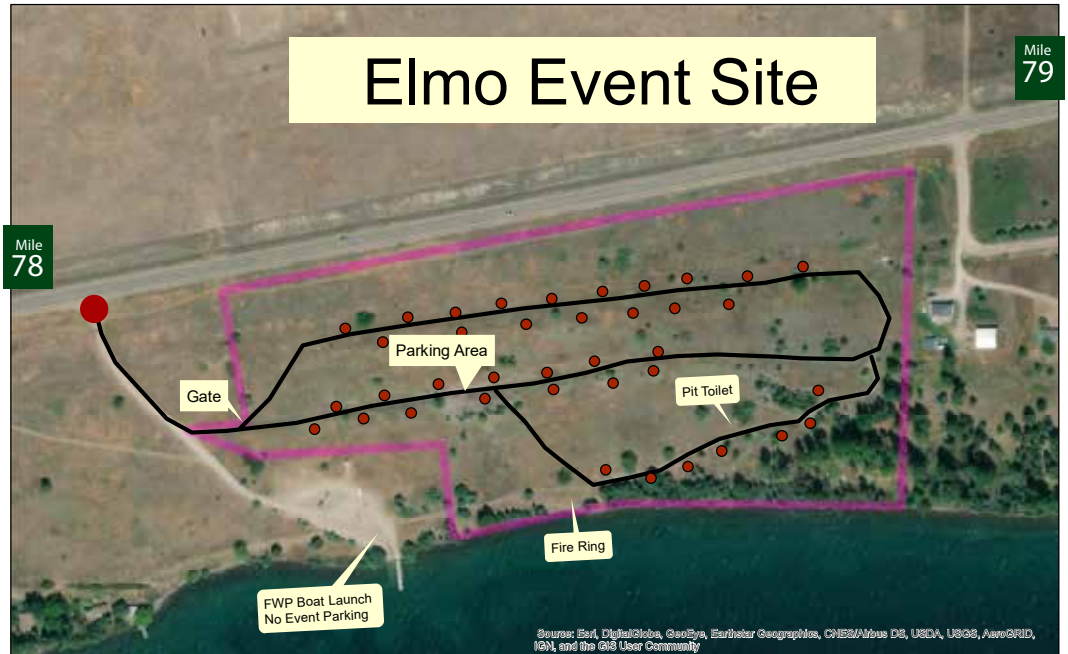 Elmo Event Site
Mile
79
Mile
78
Parking Area
Gate
Pit Toilet
Fire Ring
FWP Boat Launch
No Event Parking
Source: Esri, DigitalGlobe, GeoEye, Earthstar Geographics, CNES/Airbus DS, USDA, USGS, AeroGRID,
IGN, and the GIS User Community